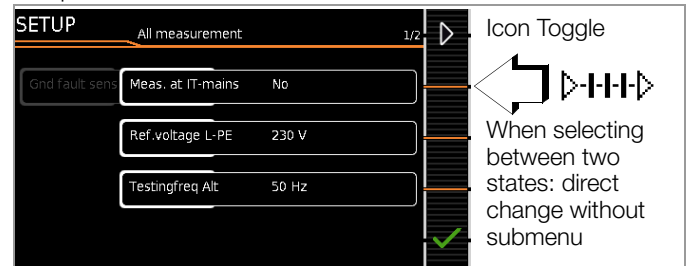 SETUP
All measurement
1/2
Gnd fault sens
Meas. at IT-mains No
Ref.voltage L-PE 230 V
Testingfreq Alt 50 Hz
Icon Toggle
When selecting
between two
states: direct
change without
submenu